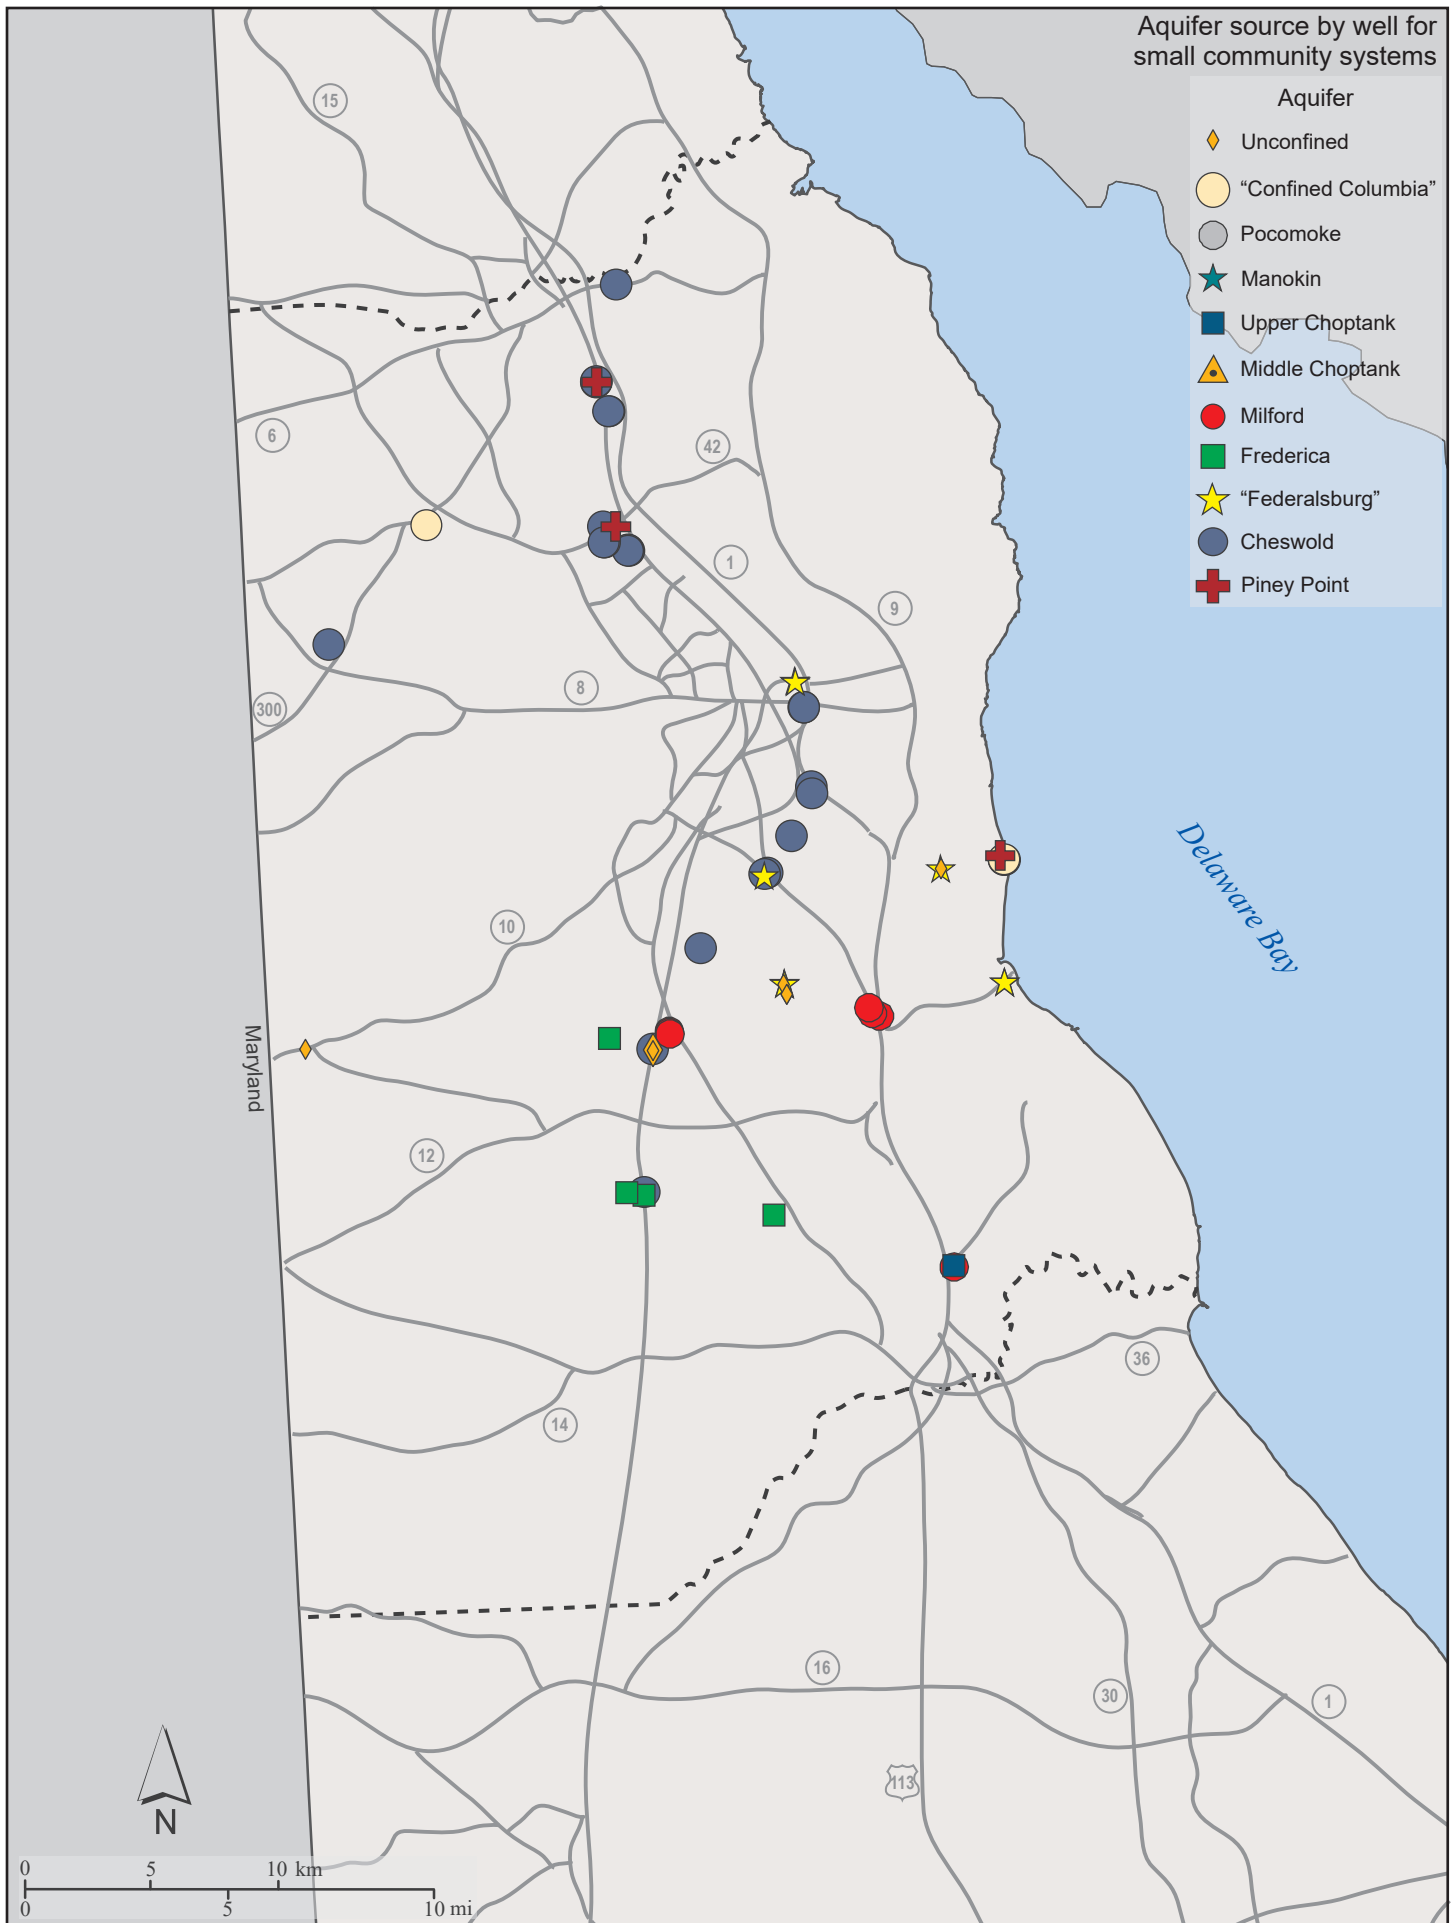 Aquifer source by well for
small community systems
Aquifer
Unconfined
“Confined Columbia”
Pocomoke
Manokin
Upper Choptank
Middle Choptank
Milford
Frederica
“Federalsburg”
Cheswold
Piney Point
15
6
42
1
9
8
300
10
12
36
14
16
30
1
113
Maryland
Delaware Bay
N
0 5 10 km
0 5 10 mi